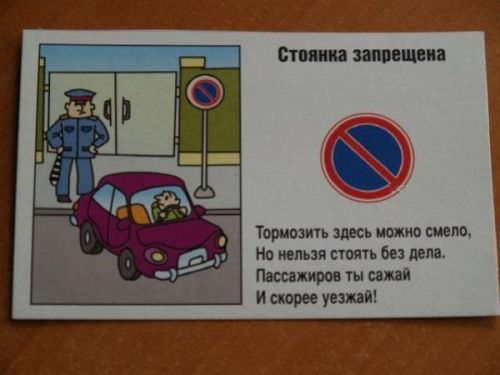 Стоянка запрещена
Тормозить здесь можно смело,
Но нельзя стоять без дела.
Пассажиров ты сажай
И скорее уезжай!